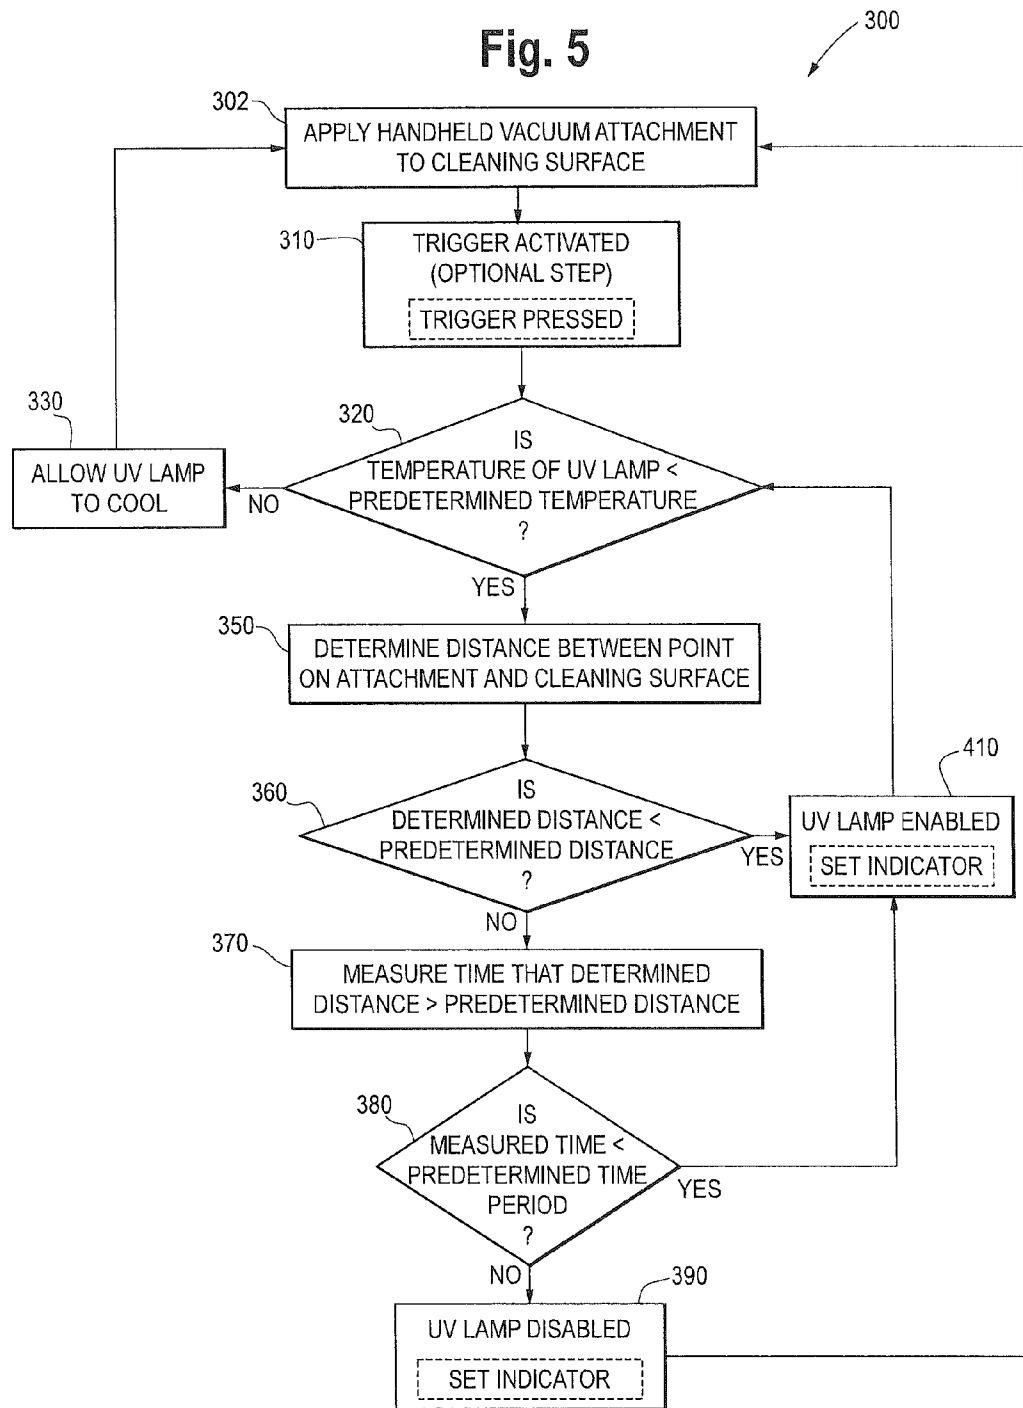 Fig. 5
300
302
APPLY HANDHELD VACUUM ATTACHMENT
TO CLEANING SURFACE
310
TRIGGER ACTIVATED
(OPTIONAL STEP)
TRIGGER PRESSED
320
IS
TEMPERATURE OF UV LAMP <
PREDETERMINED TEMPERATURE
?
330
ALLOW UV LAMP
TO COOL
NO
YES
350
DETERMINE DISTANCE BETWEEN POINT
ON ATTACHMENT AND CLEANING SURFACE
360
IS
DETERMINED DISTANCE <
PREDETERMINED DISTANCE
?
YES
410
UV LAMP ENABLED
SET INDICATOR
NO
370
MEASURE TIME THAT DETERMINED
DISTANCE > PREDETERMINED DISTANCE
380
IS
MEASURED TIME <
PREDETERMINED TIME
PERIOD
?
YES
NO
390
UV LAMP DISABLED
SET INDICATOR